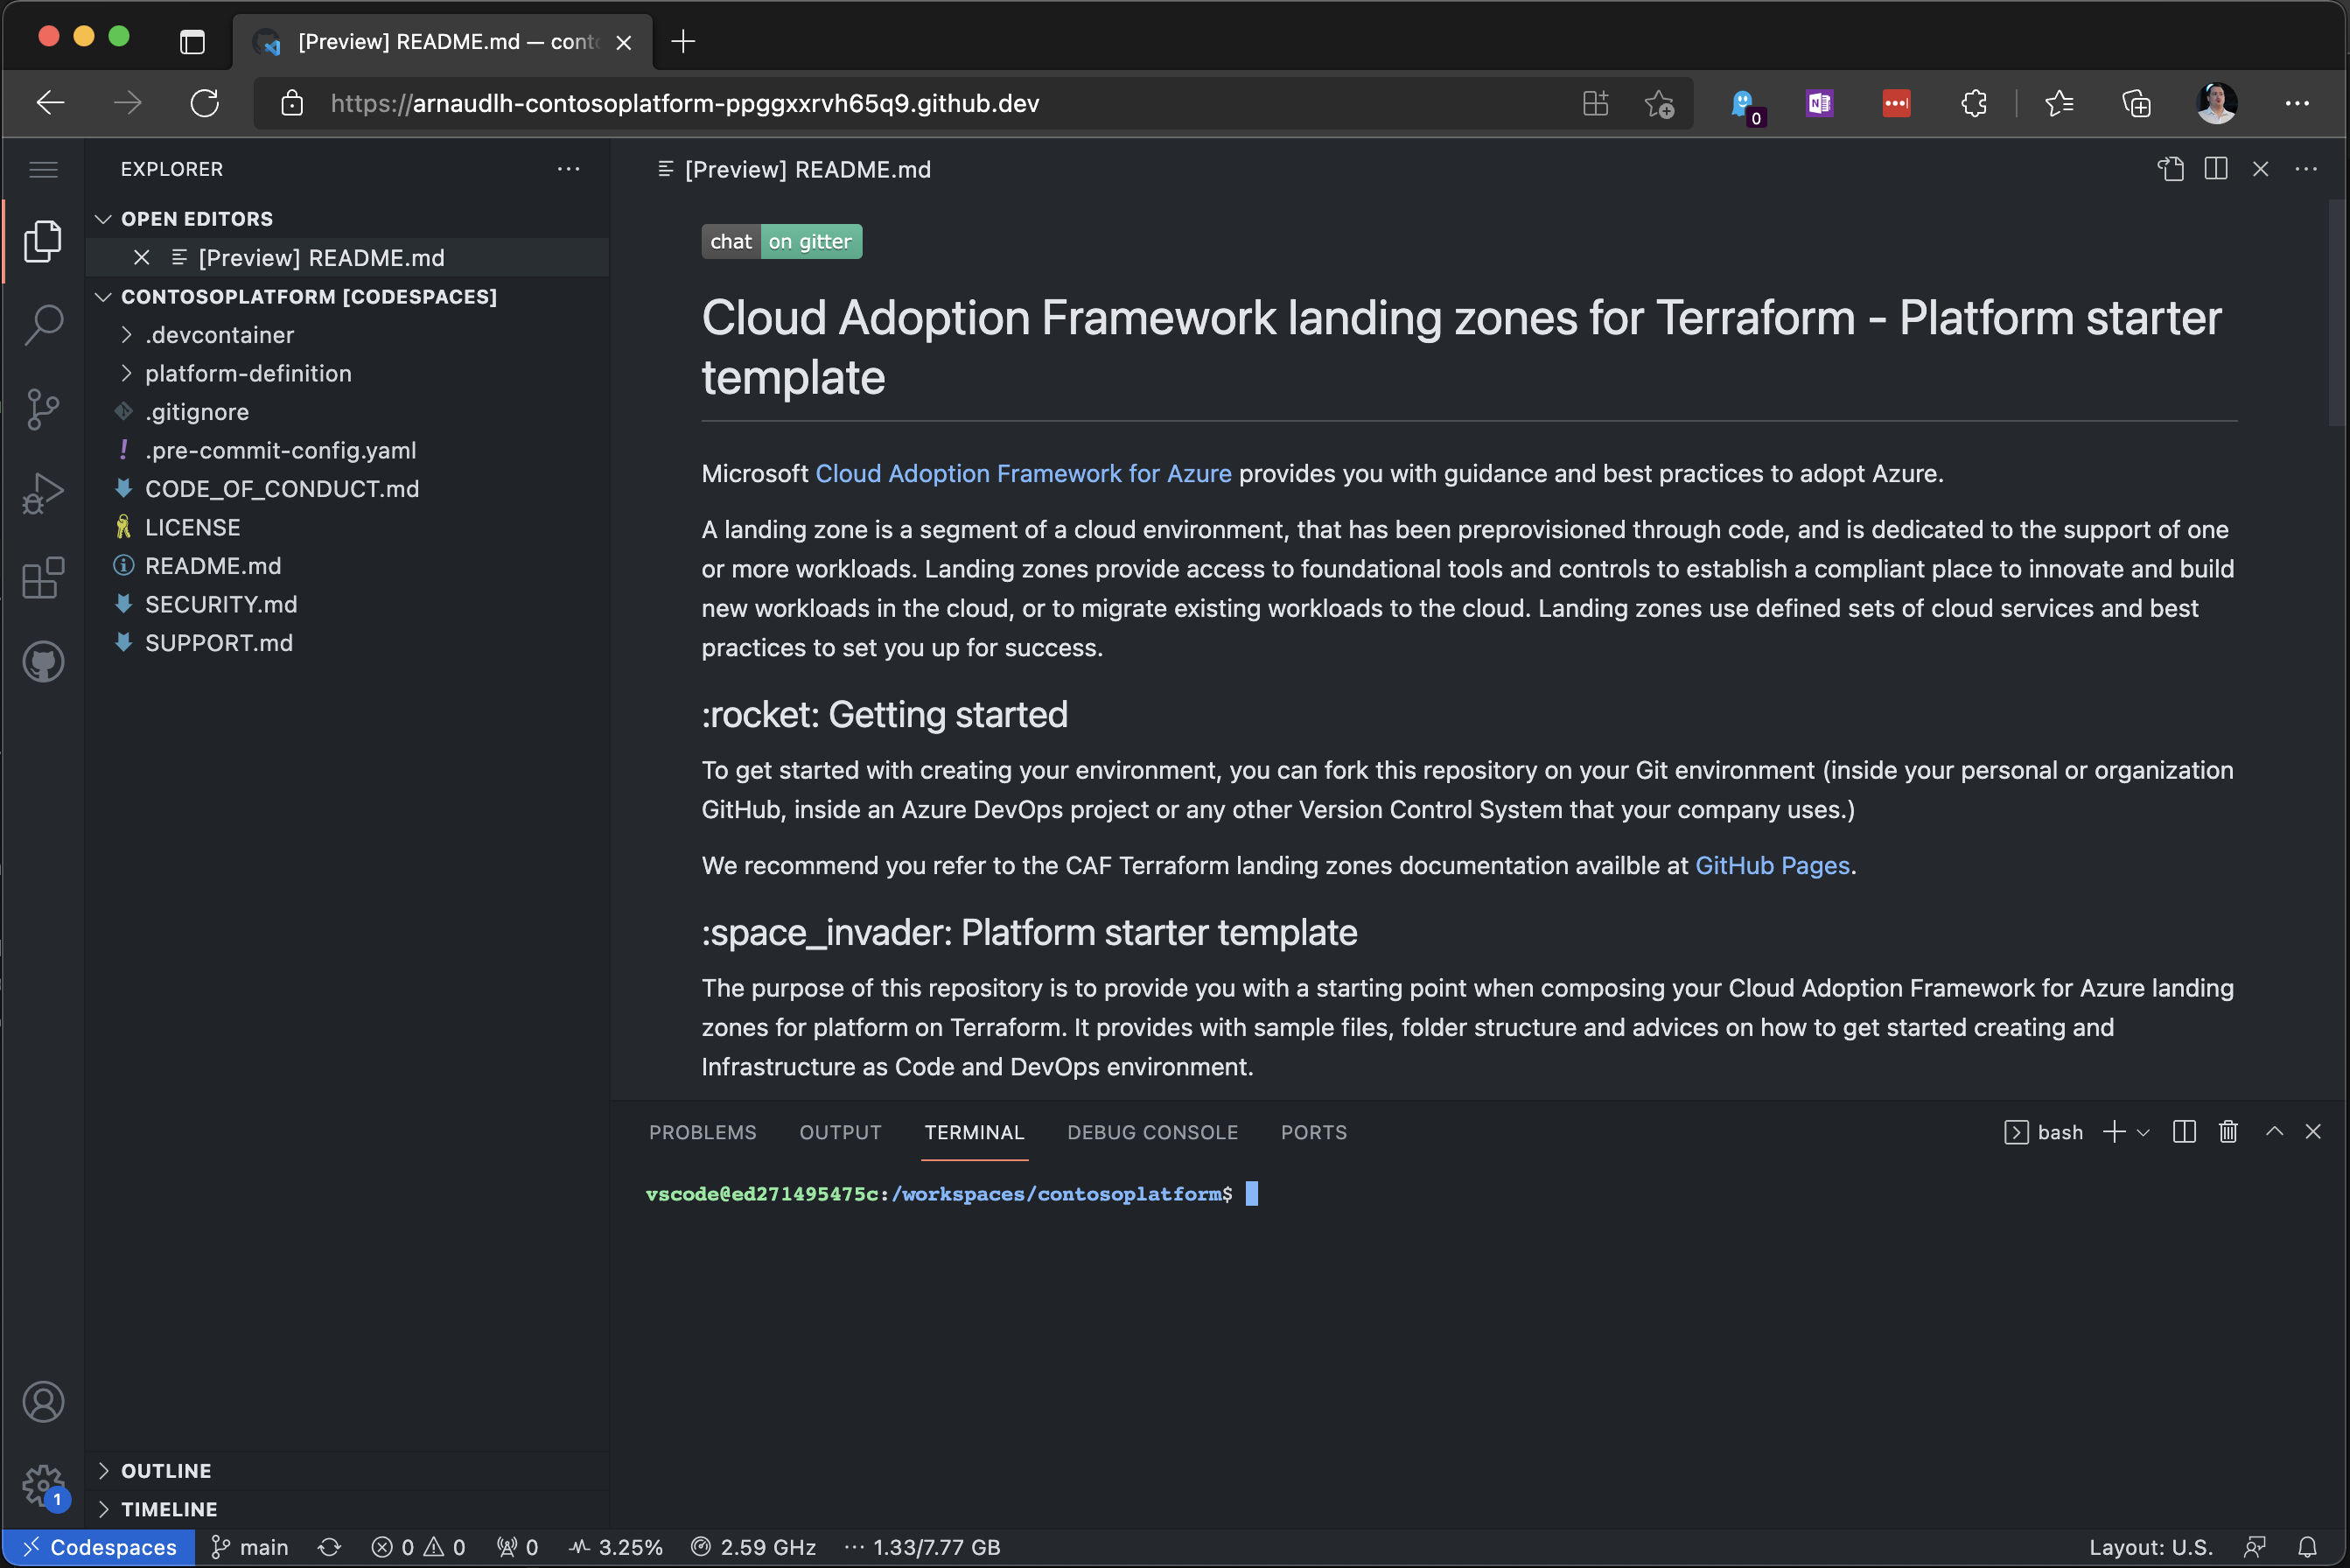 [Preview] README.md — conto
https://arnaudlh-contosoplatform-ppggxxrvh65q9.github.dev
0
N
EXPLORER
OPEN EDITORS
[Preview] README.md
CONTOSOPLATFORM [CODESPACES]
.devcontainer
platform-definition
.gitignore
.pre-commit-config.yaml
CODE_OF_CONDUCT.md
LICENSE
README.md
SECURITY.md
SUPPORT.md
OUTLINE
TIMELINE
1
[Preview] README.md
chat on gitter
Cloud Adoption Framework landing zones for Terraform - Platform starter
template
Microsoft Cloud Adoption Framework for Azure provides you with guidance and best practices to adopt Azure.
A landing zone is a segment of a cloud environment, that has been preprovisioned through code, and is dedicated to the support of one
or more workloads. Landing zones provide access to foundational tools and controls to establish a compliant place to innovate and build
new workloads in the cloud, or to migrate existing workloads to the cloud. Landing zones use defined sets of cloud services and best
practices to set you up for success.
:rocket: Getting started
To get started with creating your environment, you can fork this repository on your Git environment (inside your personal or organization
GitHub, inside an Azure DevOps project or any other Version Control System that your company uses.)
We recommend you refer to the CAF Terraform landing zones documentation availble at GitHub Pages.
:space_invader: Platform starter template
The purpose of this repository is to provide you with a starting point when composing your Cloud Adoption Framework for Azure landing
zones for platform on Terraform. It provides with sample files, folder structure and advices on how to get started creating and
Infrastructure as Code and DevOps environment.
PROBLEMS OUTPUT TERMINAL DEBUG CONSOLE PORTS bash
vscode@ed271495475c:/workspaces/contosoplatform$
Codespaces main 0 0 0 3.25% 2.59 GHz 1.33/7.77 GB Layout: U.S.